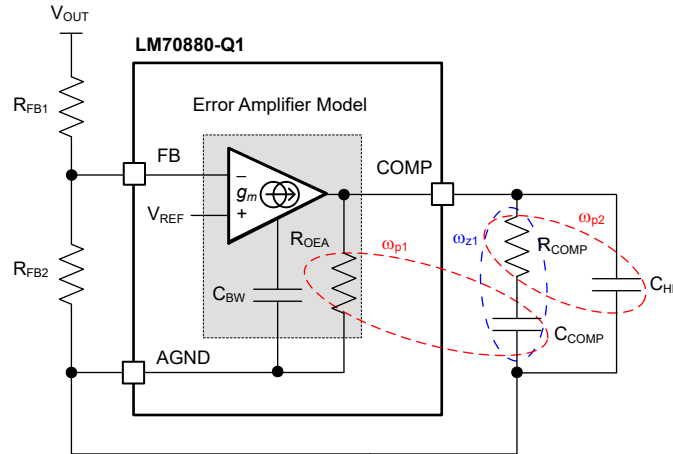 VOUT
LM70880-Q1
RFB1
Error Amplifier Model
FB
COMP
−
gm
+
VREF
ROEA
ωp1
ωz1
ωp2
RCOMP
RFB2
CBW
CHF
CCOMP
AGND